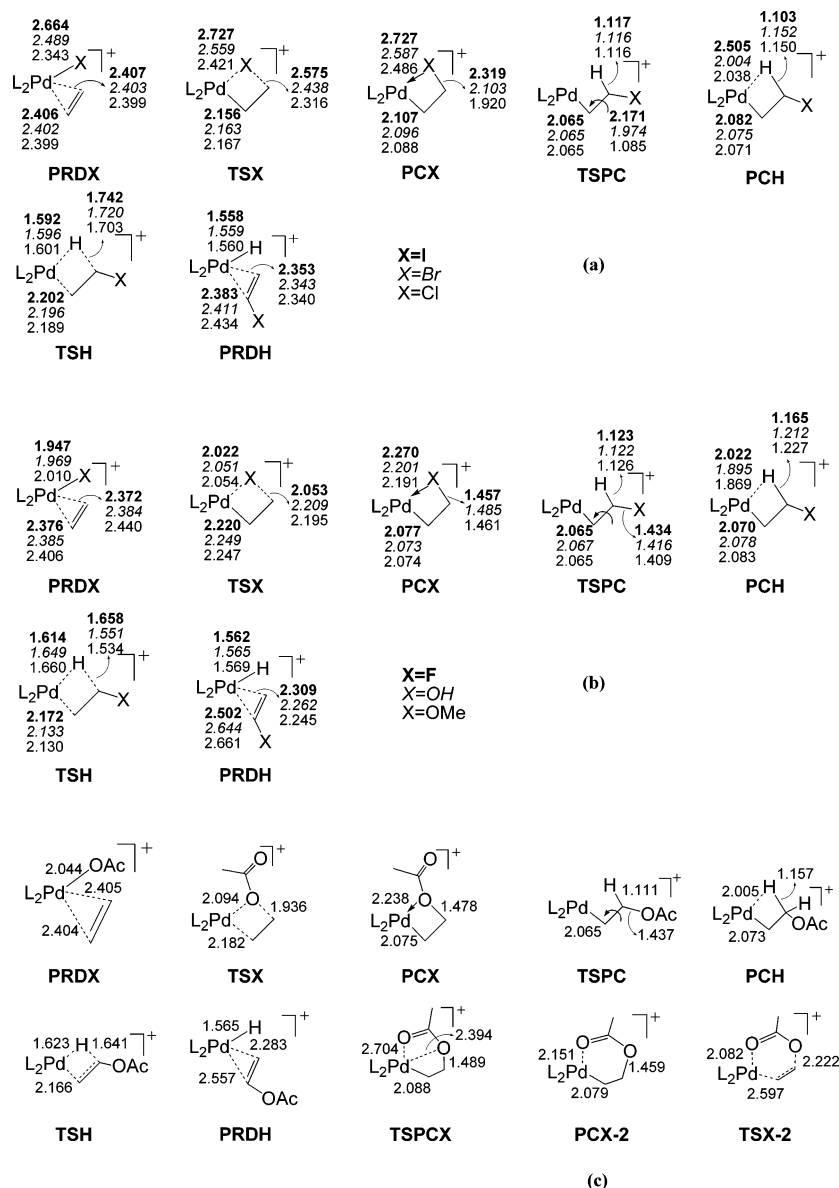 2.664
2.489
2.343
X
+
L2Pd
2.407
2.403
2.399
2.406
2.402
2.399
PRDX
2.727
2.559
2.421
X
+
L2Pd
2.575
2.438
2.316
2.156
2.163
2.167
TSX
2.727
2.587
2.486
X
+
L2Pd
2.319
2.103
1.920
2.107
2.096
2.088
PCX
1.117
1.116
1.116
H
+
L2Pd
X
2.065
2.065
2.065
2.171
1.974
1.085
TSPC
1.103
1.152
1.150
2.505
2.004
2.038
H
+
L2Pd
X
2.082
2.075
2.071
PCH
1.742
1.720
1.703
1.592
1.596
1.601
H
+
L2Pd
X
2.202
2.196
2.189
TSH
1.558
1.559
1.560
H
+
L2Pd
2.353
2.343
2.340
2.383
2.411
2.434
X
PRDH
X=I
X=Br
X=Cl
(a)
1.947
1.969
2.010
X
+
L2Pd
2.372
2.384
2.440
2.376
2.385
2.406
PRDX
2.022
2.051
2.054
X
+
L2Pd
2.053
2.209
2.195
2.220
2.249
2.247
TSX
2.270
2.201
2.191
X
+
L2Pd
1.457
1.485
1.461
2.077
2.073
2.074
PCX
1.123
1.122
1.126
H
+
L2Pd
X
2.065
2.067
2.065
1.434
1.416
1.409
TSPC
1.165
1.212
1.227
2.022
1.895
1.869
H
+
L2Pd
X
2.070
2.078
2.083
PCH
1.658
1.551
1.534
1.614
1.649
1.660
H
+
L2Pd
X
2.172
2.133
2.130
TSH
1.562
1.565
1.569
H
+
L2Pd
2.309
2.262
2.245
2.502
2.644
2.661
X
PRDH
X=F
X=OH
X=OMe
(b)
2.044
OAc
+
L2Pd
2.405
2.404
PRDX
O
+
2.094
O
1.936
L2Pd
2.182
TSX
O
+
2.238
O
1.478
L2Pd
2.075
PCX
1.111
+
H
L2Pd
OAc
2.065
1.437
TSPC
1.157
2.005
H
+
H
L2Pd
OAc
2.073
PCH
1.623
H
1.641
+
L2Pd
OAc
2.166
TSH
1.565
H
+
L2Pd
2.283
2.557
OAc
PRDH
+
O
2.394
2.704
O
1.489
L2Pd
2.088
TSPCX
+
O
O
2.151
1.459
L2Pd
2.079
PCX-2
+
O
O
2.082
2.222
L2Pd
2.597
TSX-2
(c)